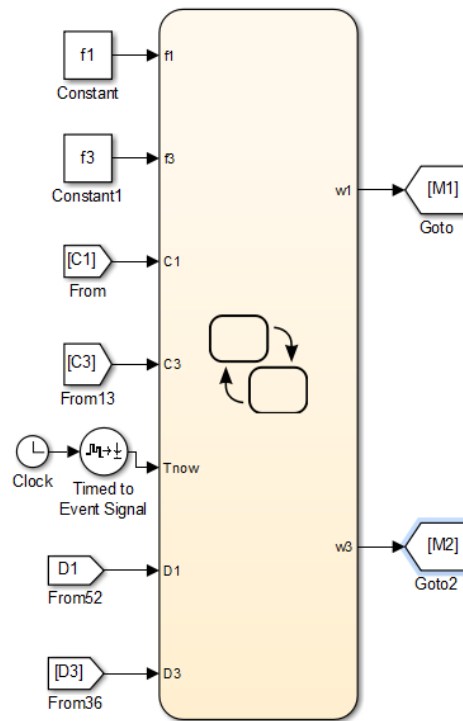 f1
Constant
f1
f3
Constant1
f3
w1
[M1]
Goto
[C1]
From
C1
[C3]
From13
C3
Clock
Timed to
Event Signal
Tnow
D1
From52
D1
w3
[M2]
Goto2
[D3]
From36
D3